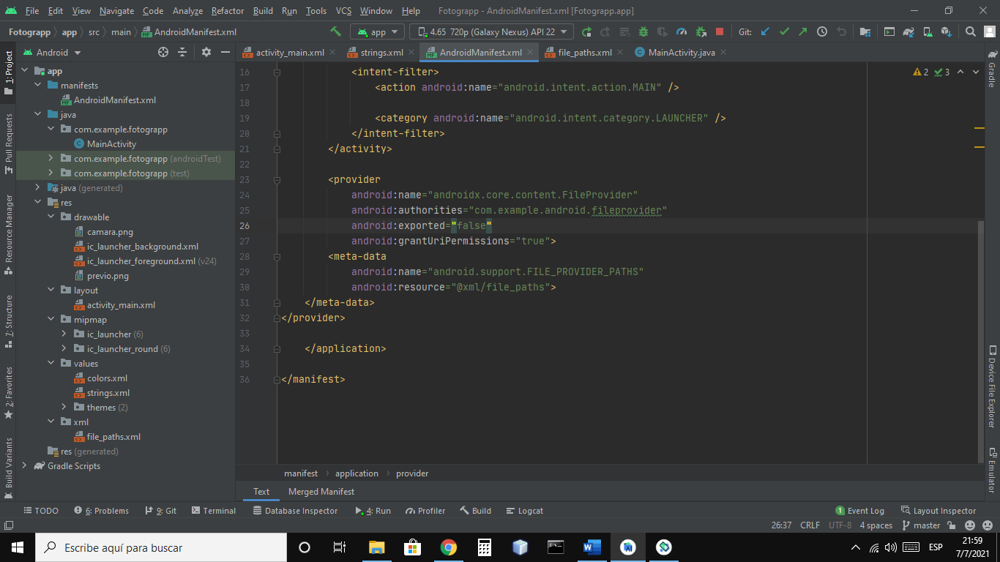 File Edit View Navigate Code Analyze Refactor Build Run Tools VCS Window Help Fotograpp - AndroidManifest.xml [Fotograpp.app]
Fotograpp app src main AndroidManifest.xml app 4.65 720p (Galaxy Nexus) API 22 Git:
Android activity_main.xml strings.xml AndroidManifest.xml file_paths.xml MainActivity.java
1: Project
Pull Requests
Resource Manager
7: Structure
2: Favorites
Build Variants
app
manifests
AndroidManifest.xml
java
com.example.fotograpp
MainActivity
com.example.fotograpp (androidTest)
com.example.fotograpp (test)
java (generated)
res
drawable
camara.png
ic_launcher_background.xml
ic_launcher_foreground.xml (v24)
previo.png
layout
activity_main.xml
mipmap
ic_launcher (6)
ic_launcher_round (6)
values
colors.xml
strings.xml
themes (2)
xml
file_paths.xml
res (generated)
Gradle Scripts
2 3
16 <intent-filter>
17 <action android:name="android.intent.action.MAIN" />
18
19 <category android:name="android.intent.category.LAUNCHER" />
20 </intent-filter>
21 </activity>
22
23 <provider
24 android:name="androidx.core.content.FileProvider"
25 android:authorities="com.example.android.fileprovider"
26 android:exported="false"
27 android:grantUriPermissions="true">
28 <meta-data
29 android:name="android.support.FILE_PROVIDER_PATHS"
30 android:resource="@xml/file_paths">
31 </meta-data>
32 </provider>
33
34 </application>
35
36 </manifest>
Gradle
Device File Explorer
Emulator
manifest application provider
Text Merged Manifest
TODO 6: Problems 9: Git Terminal Database Inspector 4: Run Profiler Build Logcat 1 Event Log Layout Inspector
26:37 CRLF UTF-8 4 spaces master
Escribe aquí para buscar
ESP
21:59
7/7/2021